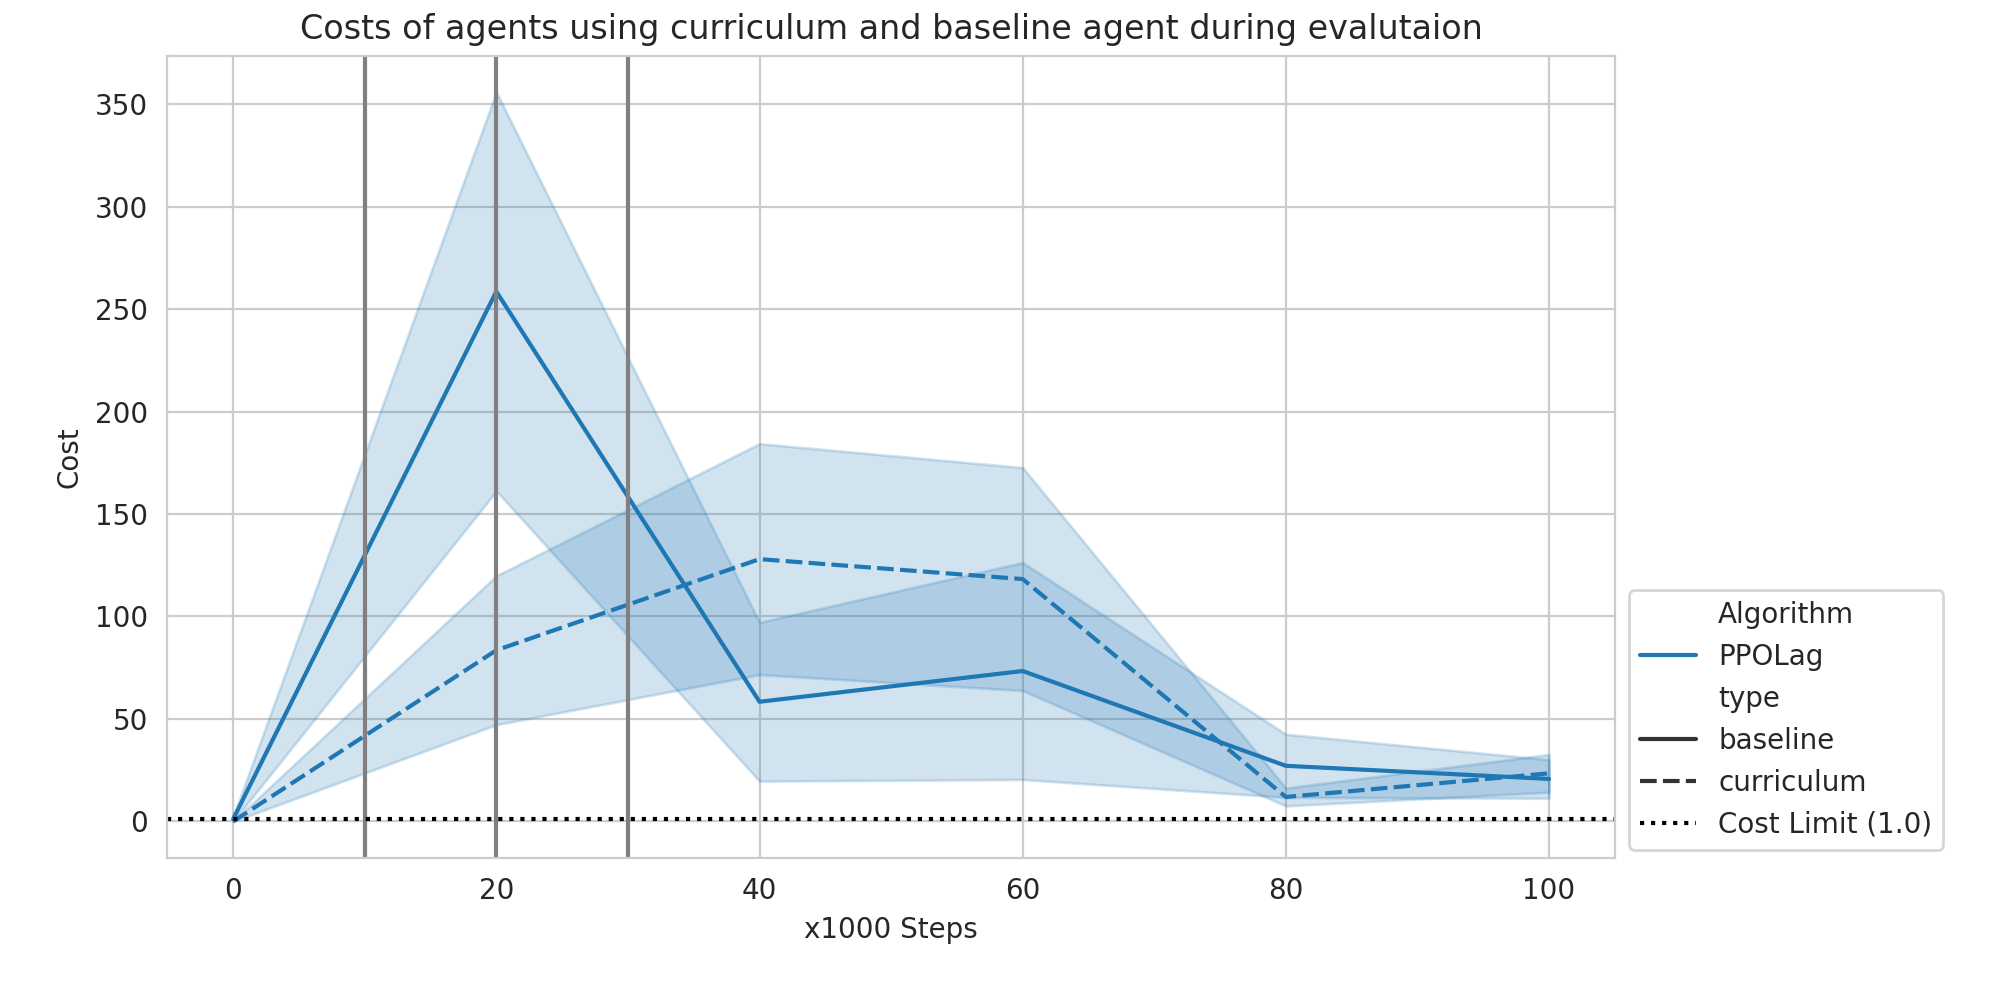 Costs of agents using curriculum and baseline agent during evalutaion
350
300
250
200
150
100
50
0
Cost
0 20 40 60 80 100
x1000 Steps
Algorithm
PPOLag
type
baseline
curriculum
Cost Limit (1.0)